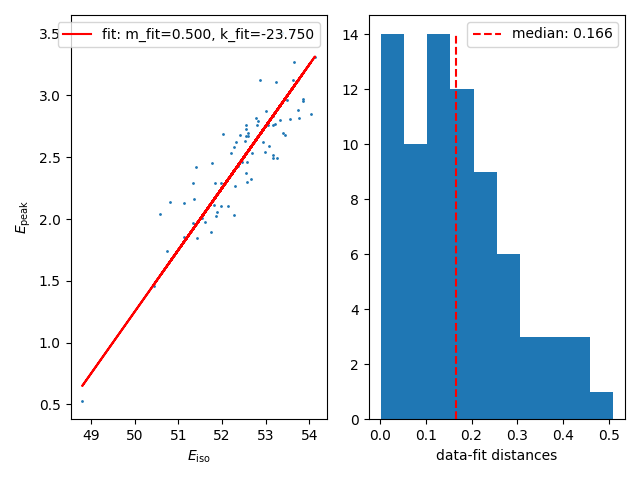 fit: m_fit=0.500, k_fit=-23.750
3.5
3.0
2.5
2.0
1.5
1.0
0.5
E_peak
49 50 51 52 53 54
E_iso
median: 0.166
14
12
10
8
6
4
2
0
0.0 0.1 0.2 0.3 0.4 0.5
data-fit distances